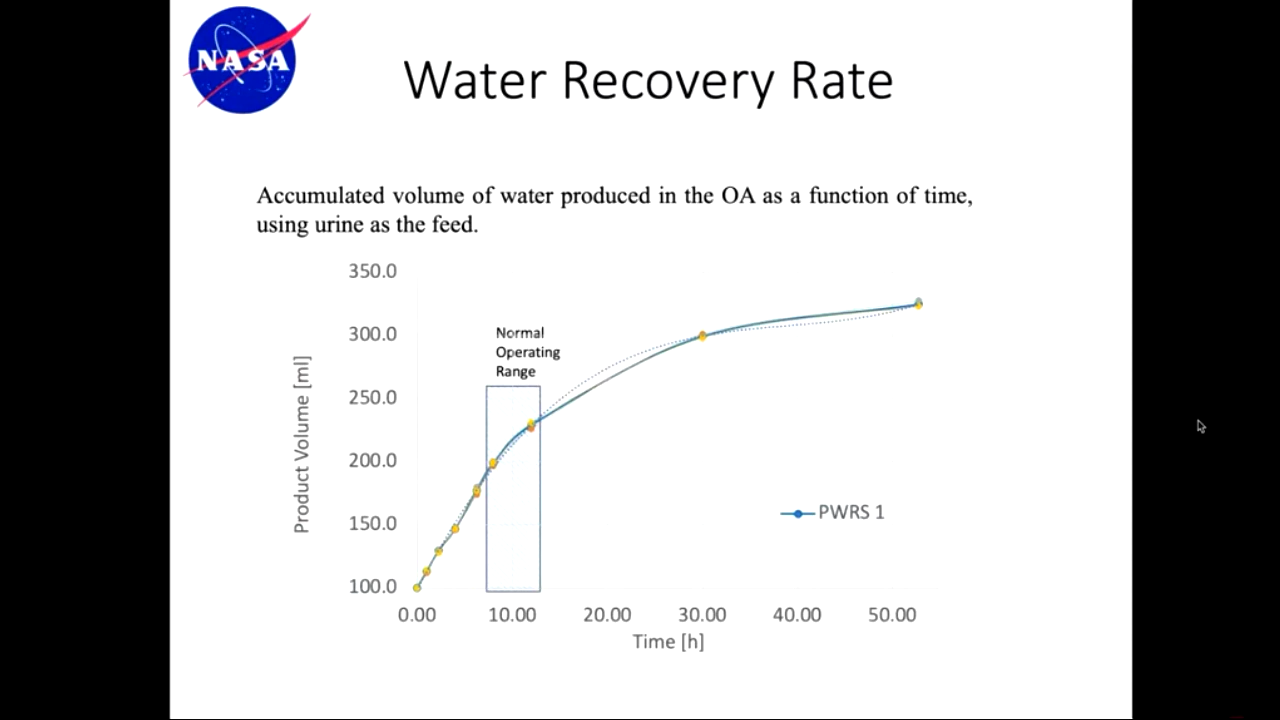 NASA
Water Recovery Rate
Accumulated volume of water produced in the OA as a function of time,
using urine as the feed.
350.0
300.0
250.0
200.0
150.0
100.0
Product Volume [ml]
Normal
Operating
Range
PWRS 1
0.00 10.00 20.00 30.00 40.00 50.00
Time [h]